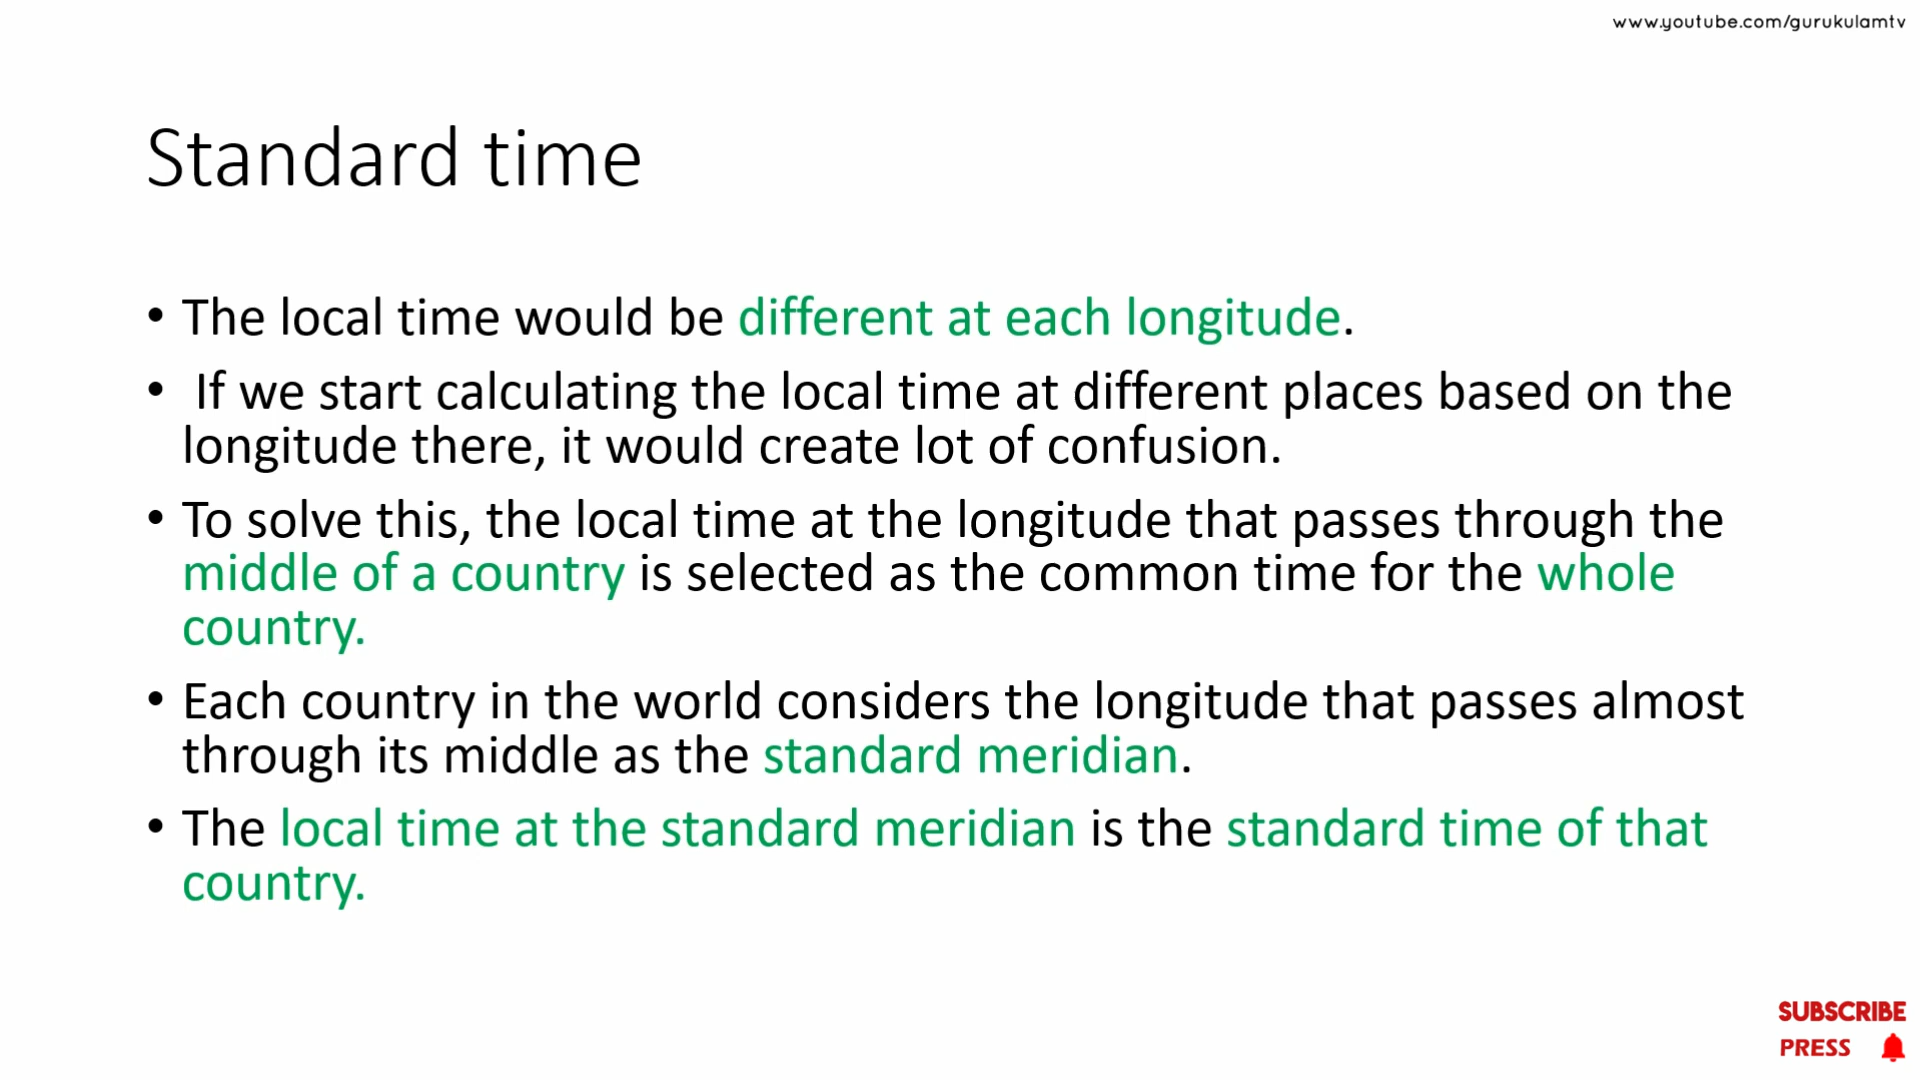 www.youtube.com/gurukulamtv
Standard time
• The local time would be different at each longitude.
• If we start calculating the local time at different places based on the
longitude there, it would create lot of confusion.
• To solve this, the local time at the longitude that passes through the
middle of a country is selected as the common time for the whole
country.
• Each country in the world considers the longitude that passes almost
through its middle as the standard meridian.
• The local time at the standard meridian is the standard time of that
country.
SUBSCRIBE
PRESS